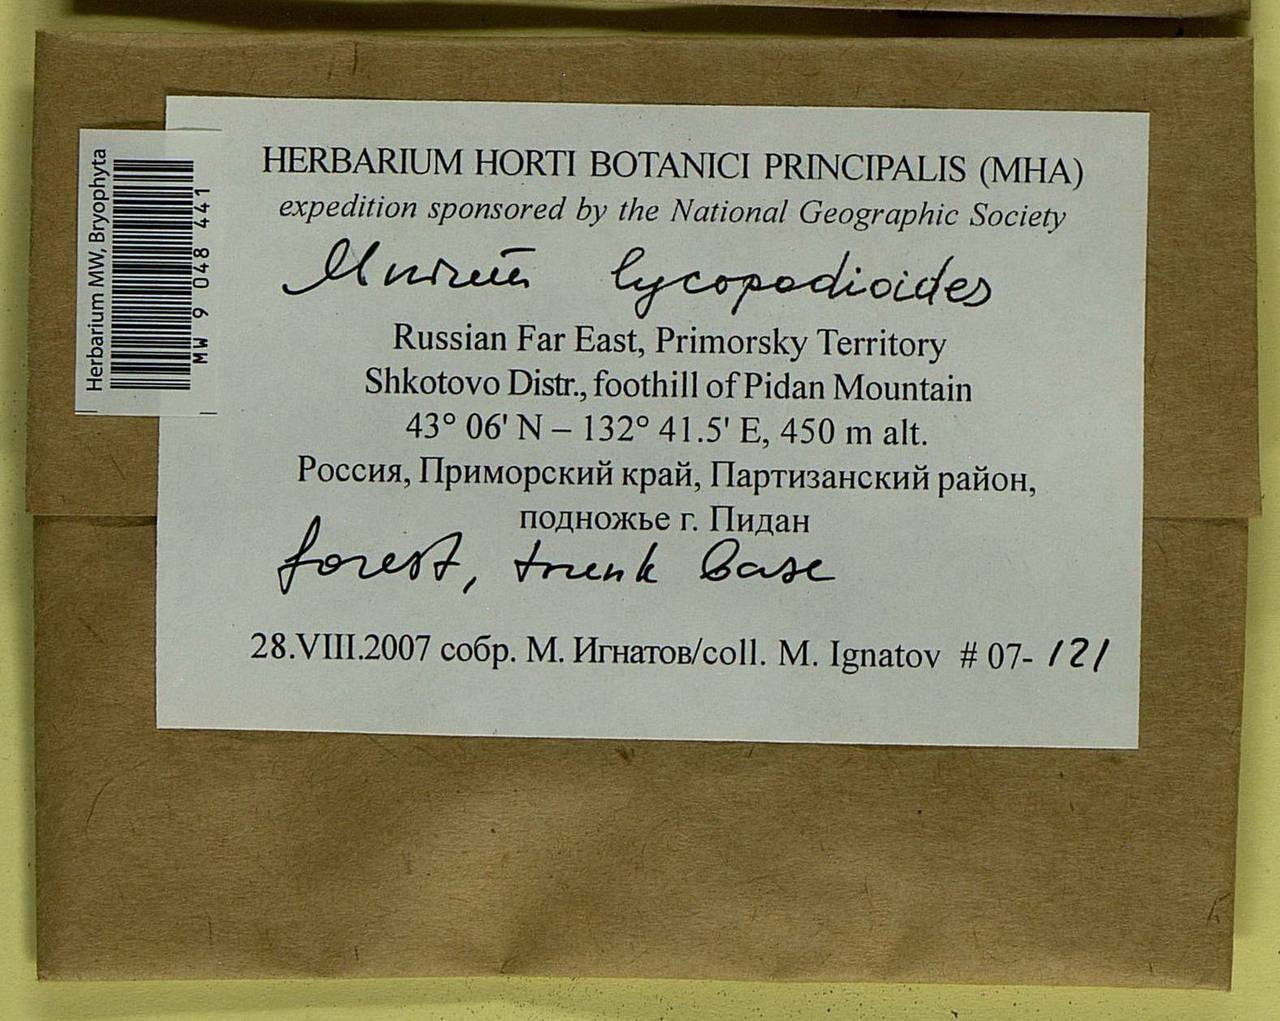 HERBARIUM HORTI BOTANICI PRINCIPALIS (MHA)
expedition sponsored by the National Geographic Society
Mnium lycopodioides
Russian Far East, Primorsky Territory
Shkotovo Distr., foothill of Pidan Mountain
43° 06' N – 132° 41.5' E, 450 m alt.
Россия, Приморский край, Партизанский район,
подножье г. Пидан
forest, trunk base
28.VIII.2007 собр. М. Игнатов/coll. M. Ignatov # 07-121
Herbarium MW, Bryophyta
MW 9 048 441